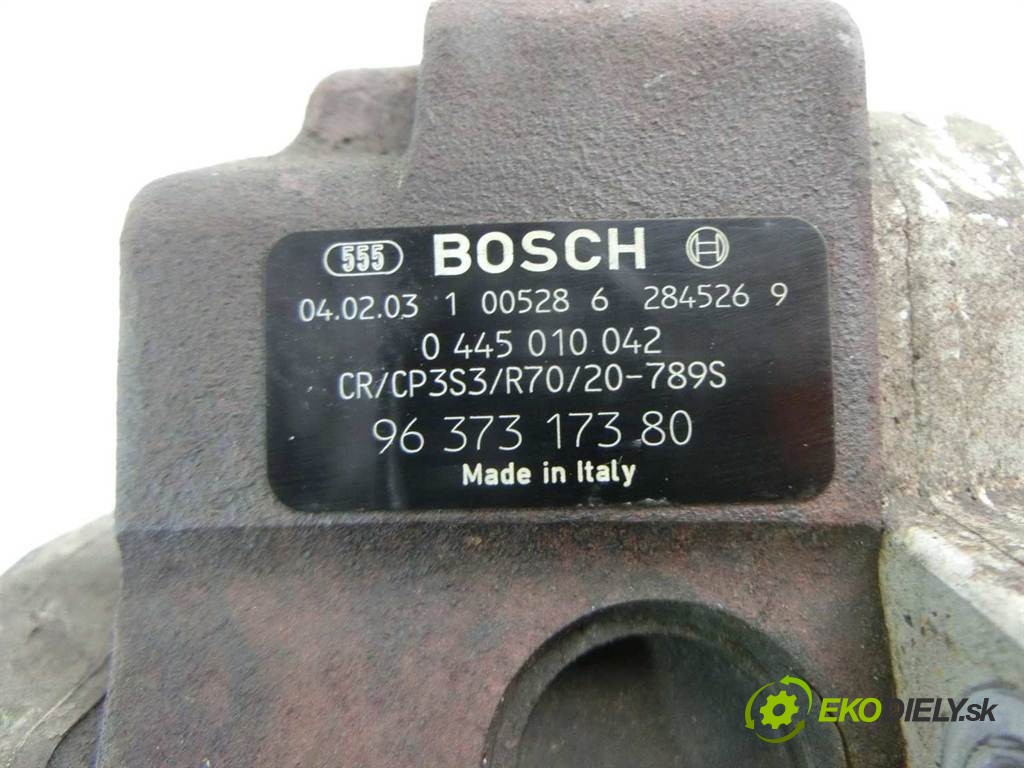 555 BOSCH
04.02.03 1 00528 6 284526 9
0 445 010 042
CR/CP3S3/R70/20-789S
96 373 173 80
Made in Italy
EKODIELY.sk